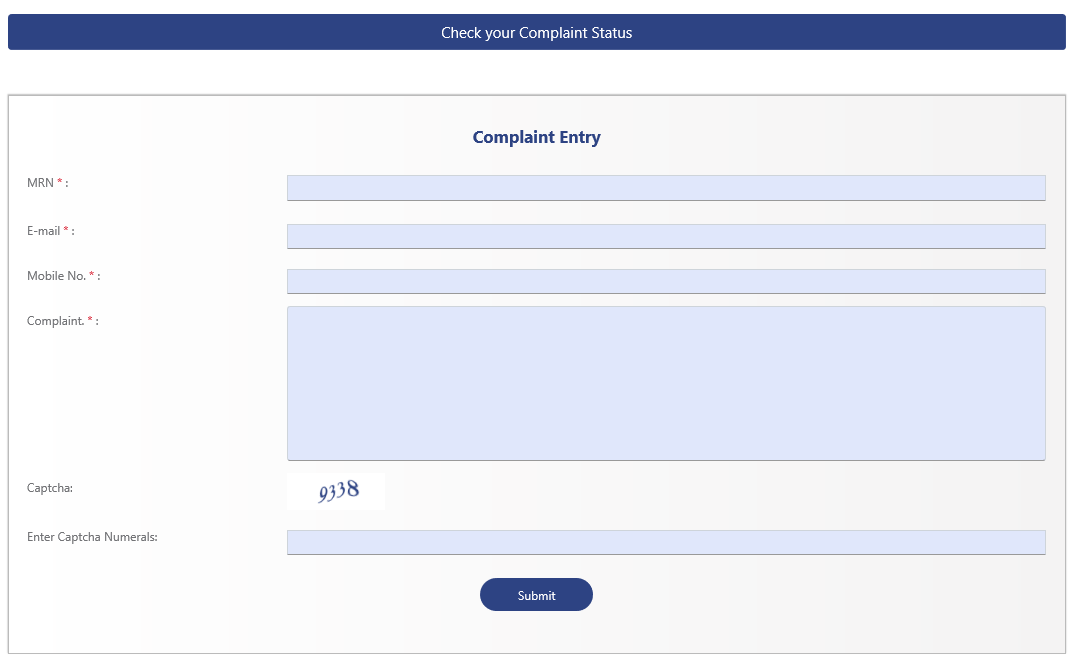 Check your Complaint Status
Complaint Entry
MRN * :
E-mail * :
Mobile No. * :
Complaint. * :
Captcha:
9338
Enter Captcha Numerals:
Submit